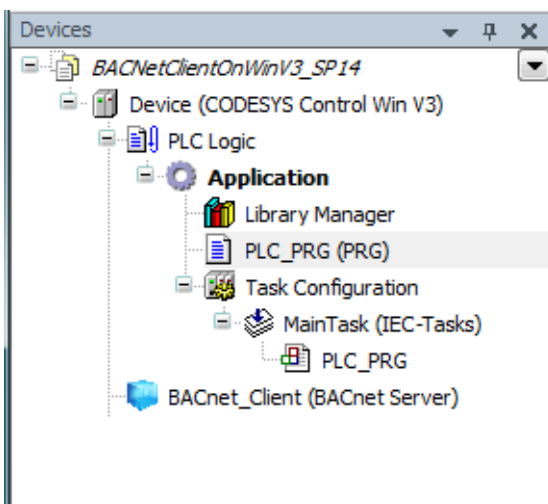 Devices
BACNetClientOnWinV3_SP14
Device (CODESYS Control Win V3)
PLC Logic
Application
Library Manager
PLC_PRG (PRG)
Task Configuration
MainTask (IEC-Tasks)
PLC_PRG
BACnet_Client (BACnet Server)